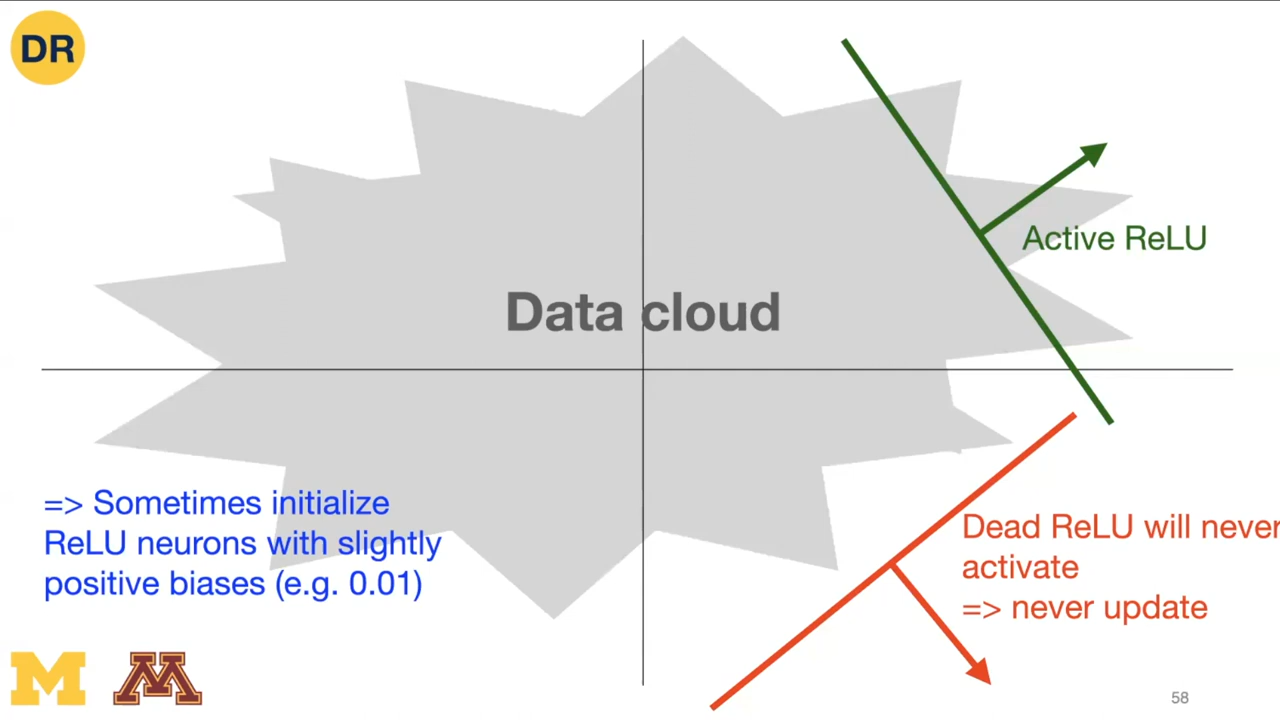 DR
Active ReLU
Data cloud
=> Sometimes initialize
ReLU neurons with slightly
positive biases (e.g. 0.01)
Dead ReLU will never
activate
=> never update
M M
58